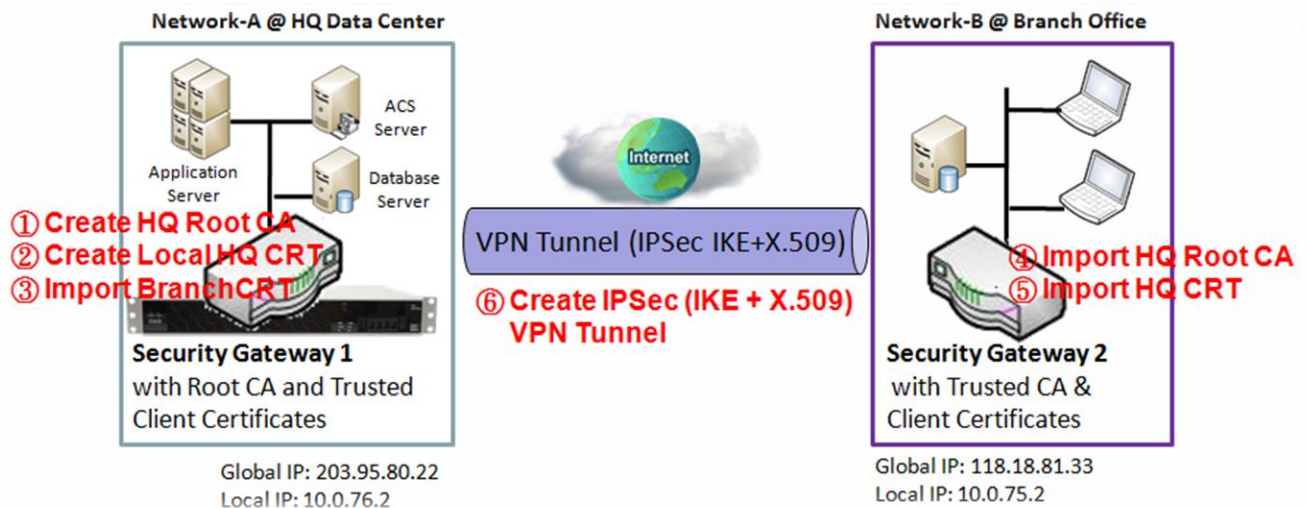 Network-A @ HQ Data Center
Network-B @ Branch Office
ACS
Server
Application
Server
Database
Server
Internet
① Create HQ Root CA
② Create Local HQ CRT
③ Import BranchCRT
VPN Tunnel (IPSec IKE+X.509)
④ Import HQ Root CA
⑤ Import HQ CRT
⑥ Create IPSec (IKE + X.509)
VPN Tunnel
Security Gateway 1
with Root CA and Trusted
Client Certificates
Security Gateway 2
with Trusted CA &
Client Certificates
Global IP: 203.95.80.22
Local IP: 10.0.76.2
Global IP: 118.18.81.33
Local IP: 10.0.75.2